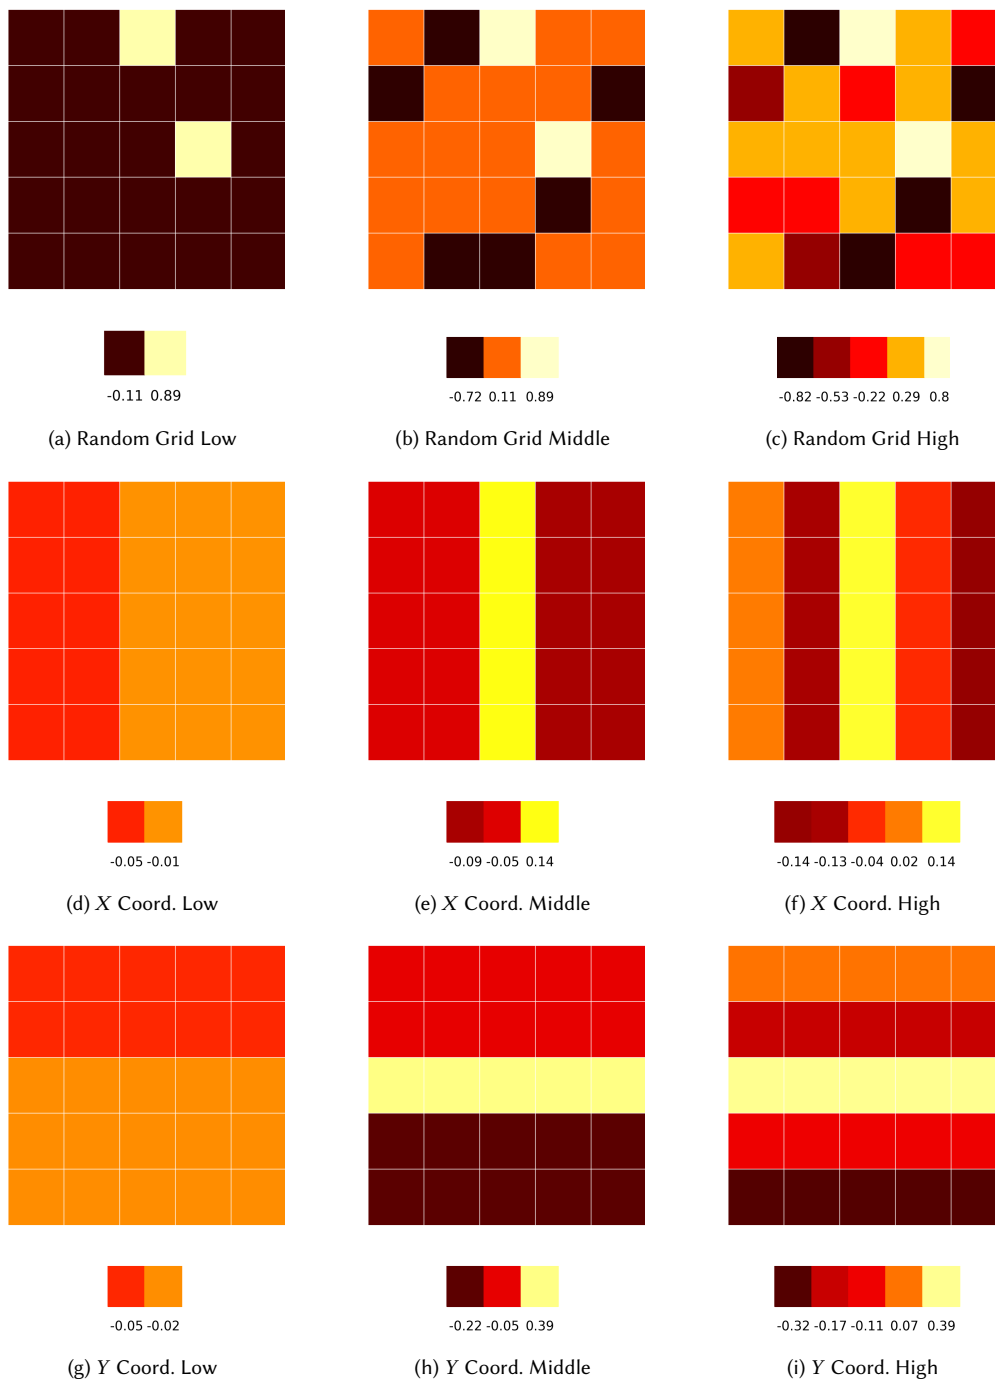 -0.11 0.89
-0.72 0.11 0.89
-0.82 -0.53 -0.22 0.29 0.8
(a) Random Grid Low
(b) Random Grid Middle
(c) Random Grid High
-0.05 -0.01
-0.09 -0.05 0.14
-0.14 -0.13 -0.04 0.02 0.14
(d) X Coord. Low
(e) X Coord. Middle
(f) X Coord. High
-0.05 -0.02
-0.22 -0.05 0.39
-0.32 -0.17 -0.11 0.07 0.39
(g) Y Coord. Low
(h) Y Coord. Middle
(i) Y Coord. High